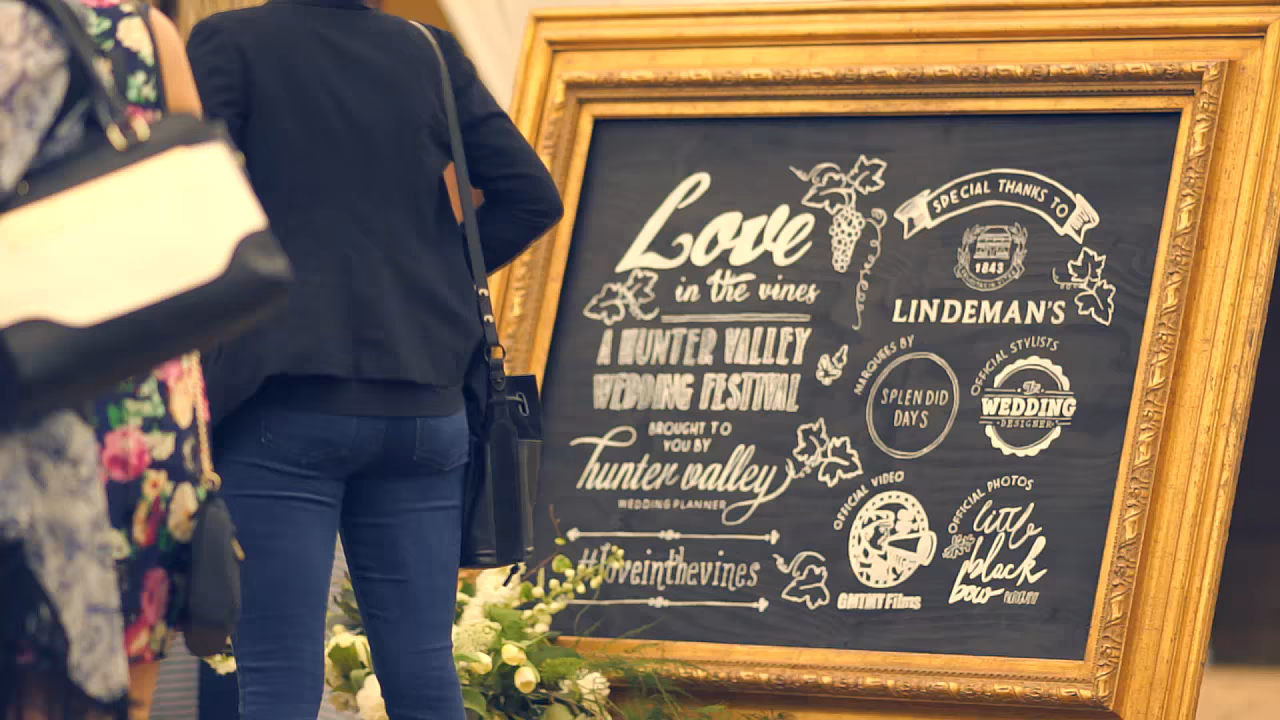 Love
in the vines
A HUNTER VALLEY
WEDDING FESTIVAL
BROUGHT TO
YOU BY
hunter valley
WEDDING PLANNER
#loveinthevines
SPECIAL THANKS TO
1843
LINDEMAN'S
MARQUEES BY
SPLENDID
DAYS
OFFICIAL STYLISTS
The
WEDDING
DESIGNER
OFFICIAL VIDEO
GMTMT Films
OFFICIAL PHOTOS
little
black
bow